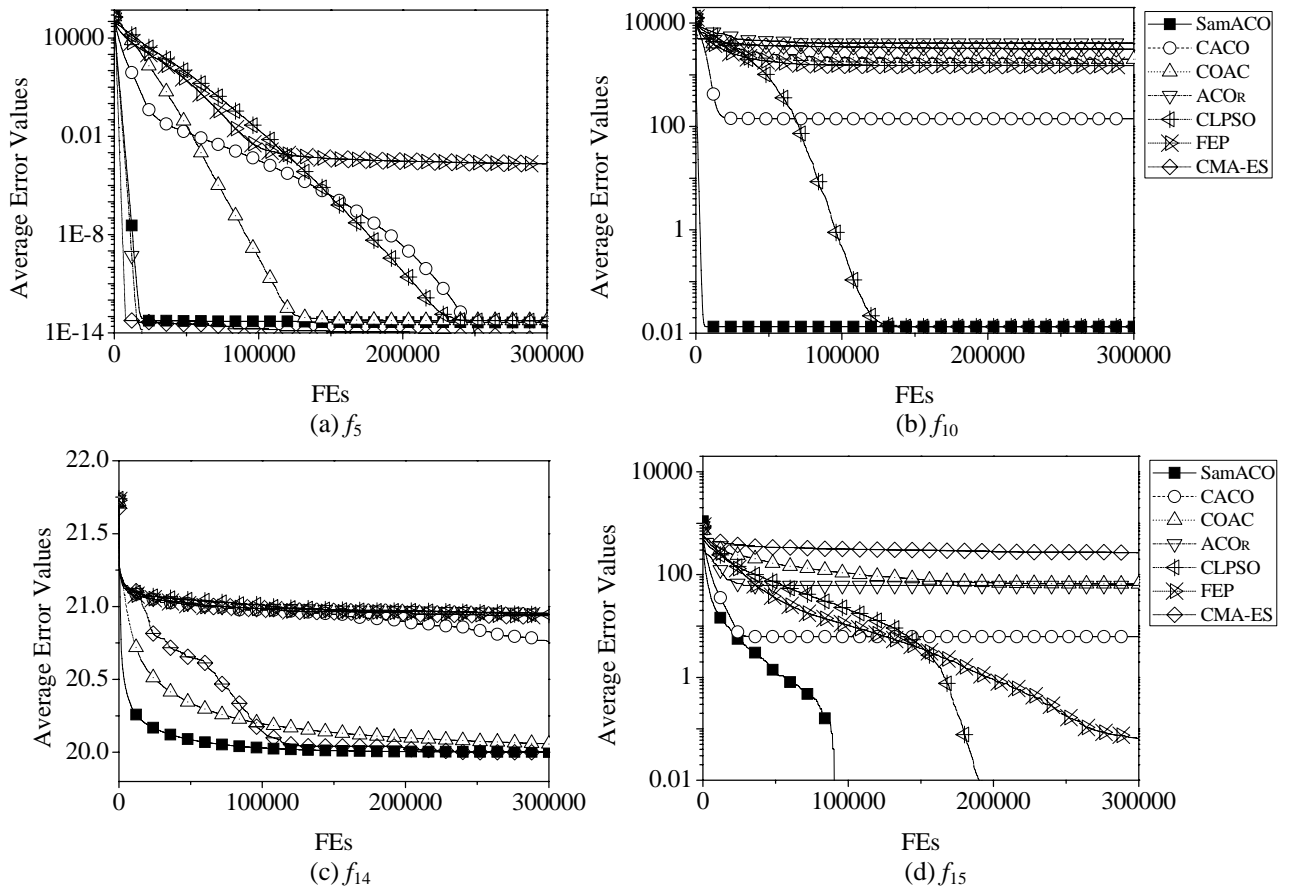 10000
0.01
1E-8
1E-14
Average Error Values
0
100000
200000
300000
FEs
(a) f5
10000
100
1
0.01
Average Error Values
0
100000
200000
300000
FEs
(b) f10
SamACO
CACO
COAC
ACOR
CLPSO
FEP
CMA-ES
22.0
21.5
21.0
20.5
20.0
Average Error Values
0
100000
200000
300000
FEs
(c) f14
10000
100
1
0.01
Average Error Values
0
100000
200000
300000
FEs
(d) f15
SamACO
CACO
COAC
ACOR
CLPSO
FEP
CMA-ES